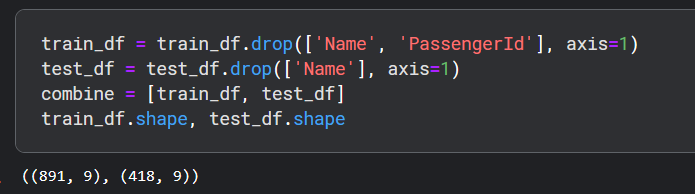 train_df = train_df.drop(['Name', 'PassengerId'], axis=1)
test_df = test_df.drop(['Name'], axis=1)
combine = [train_df, test_df]
train_df.shape, test_df.shape
((891, 9), (418, 9))